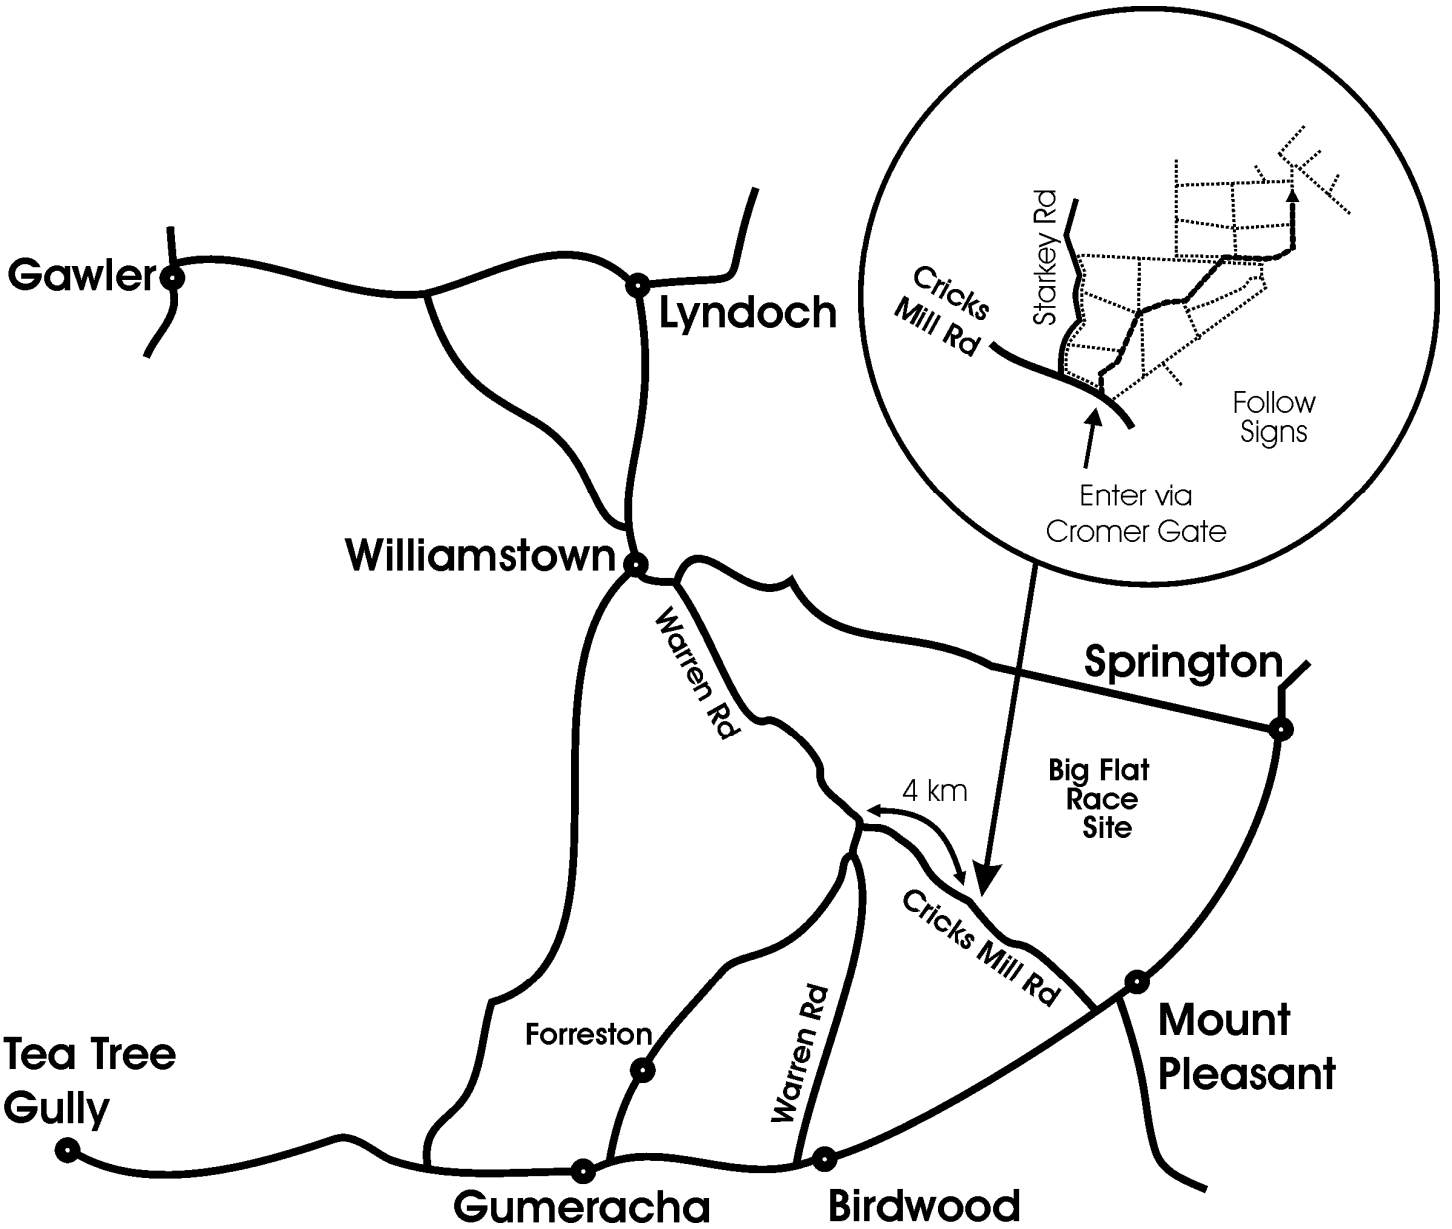 Starkey Rd
Cricks
Mill Rd
Follow
Signs
Enter via
Cromer Gate
Gawler
Lyndoch
Williamstown
Warren Rd
Springton
Big Flat
Race
Site
4 km
Cricks Mill Rd
Forreston
Warren Rd
Mount
Pleasant
Tea Tree
Gully
Gumeracha
Birdwood